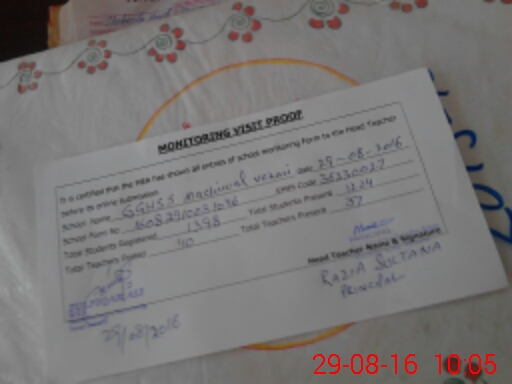 MONITORING VISIT PROOF
It is certified that the MEA has shown all entries of school monitoring form to the Head Teacher
before its online submission.
School Name GGHSS Machiwal Vehari date 29-08-2016
School Form No EMIS Code 36230027
Total Students Registered 1398 Total Students Present 1224
Total Teachers Posted 40 Total Teachers Present 37
Head Teacher Name & Signature
RAZIA SULTANA
PRINCIPAL
29/08/2016
29-08-16 10:05